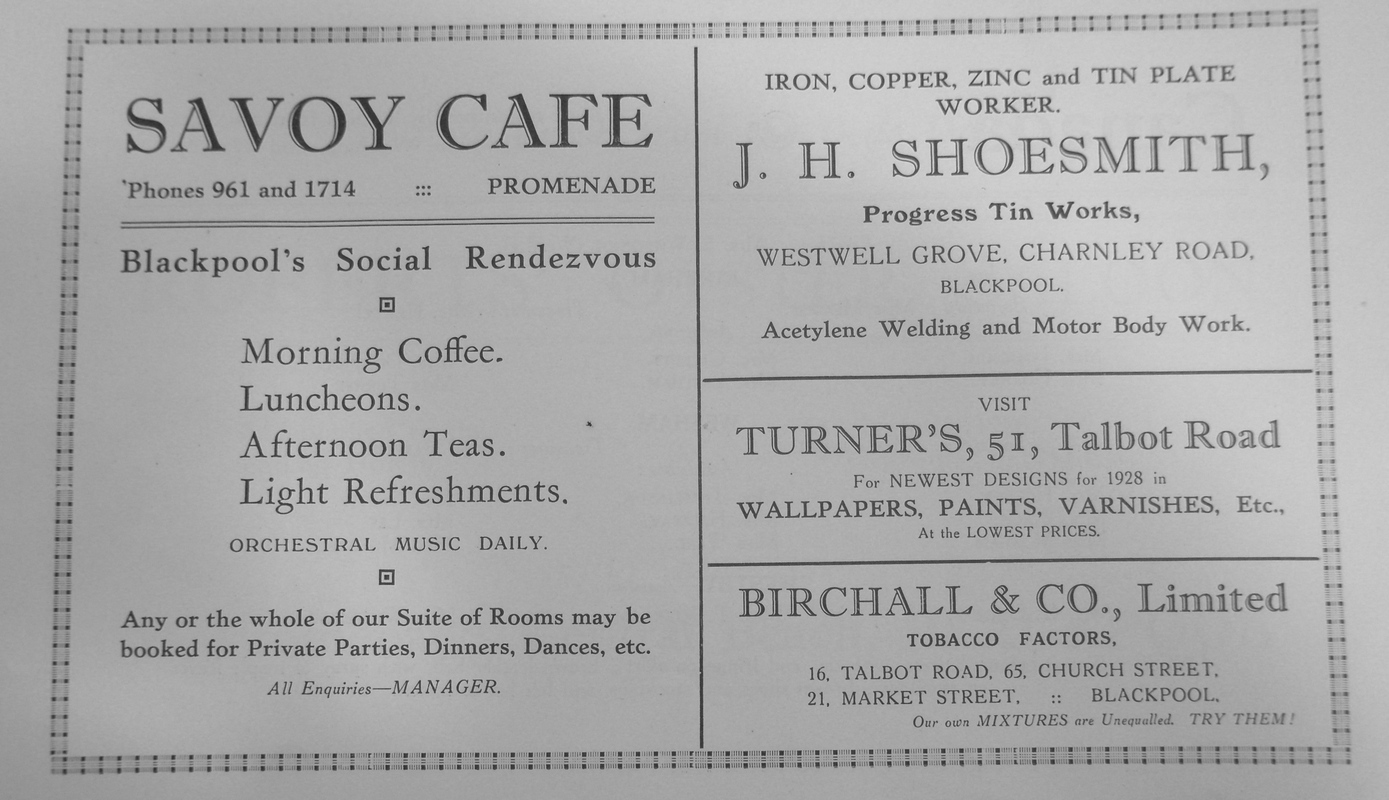 SAVOY CAFE
'Phones 961 and 1714 ::: PROMENADE
Blackpool's Social Rendezvous
Morning Coffee.
Luncheons.
Afternoon Teas.
Light Refreshments.
ORCHESTRAL MUSIC DAILY.
Any or the whole of our Suite of Rooms may be
booked for Private Parties, Dinners, Dances, etc.
All Enquiries—MANAGER.
IRON, COPPER, ZINC and TIN PLATE
WORKER.
J. H. SHOESMITH,
Progress Tin Works,
WESTWELL GROVE, CHARNLEY ROAD,
BLACKPOOL.
Acetylene Welding and Motor Body Work.
VISIT
TURNER'S, 51, Talbot Road
For NEWEST DESIGNS for 1928 in
WALLPAPERS, PAINTS, VARNISHES, Etc.,
At the LOWEST PRICES.
BIRCHALL & CO., Limited
TOBACCO FACTORS,
16, TALBOT ROAD, 65, CHURCH STREET,
21, MARKET STREET, :: BLACKPOOL,
Our own MIXTURES are Unequalled. TRY THEM!